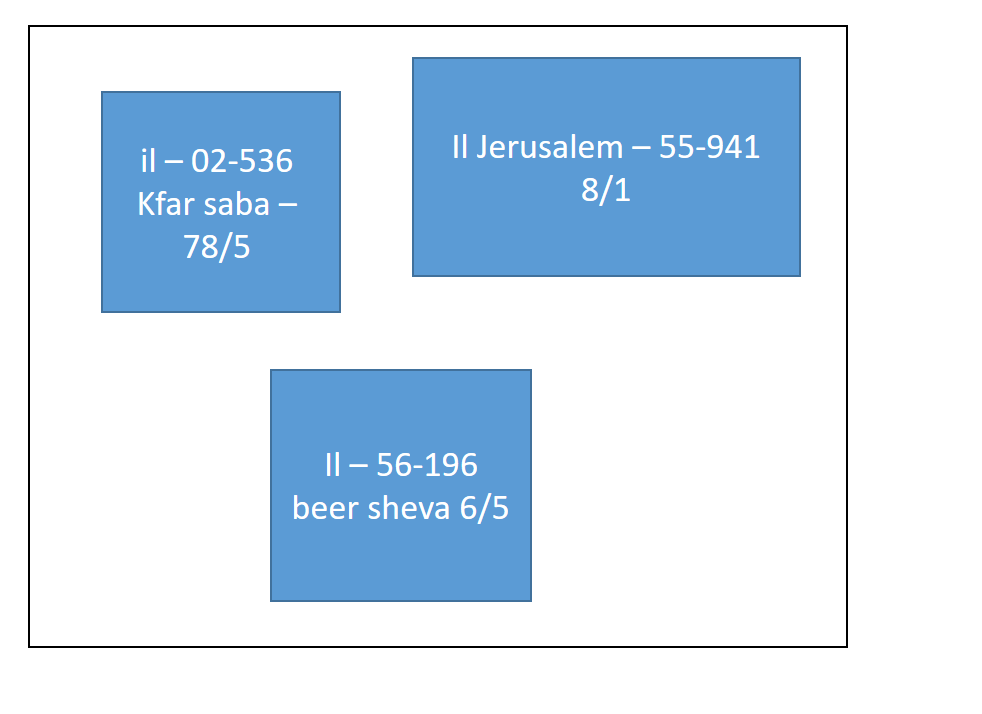 il – 02-536
Kfar saba –
78/5
Il Jerusalem – 55-941
8/1
Il – 56-196
beer sheva 6/5